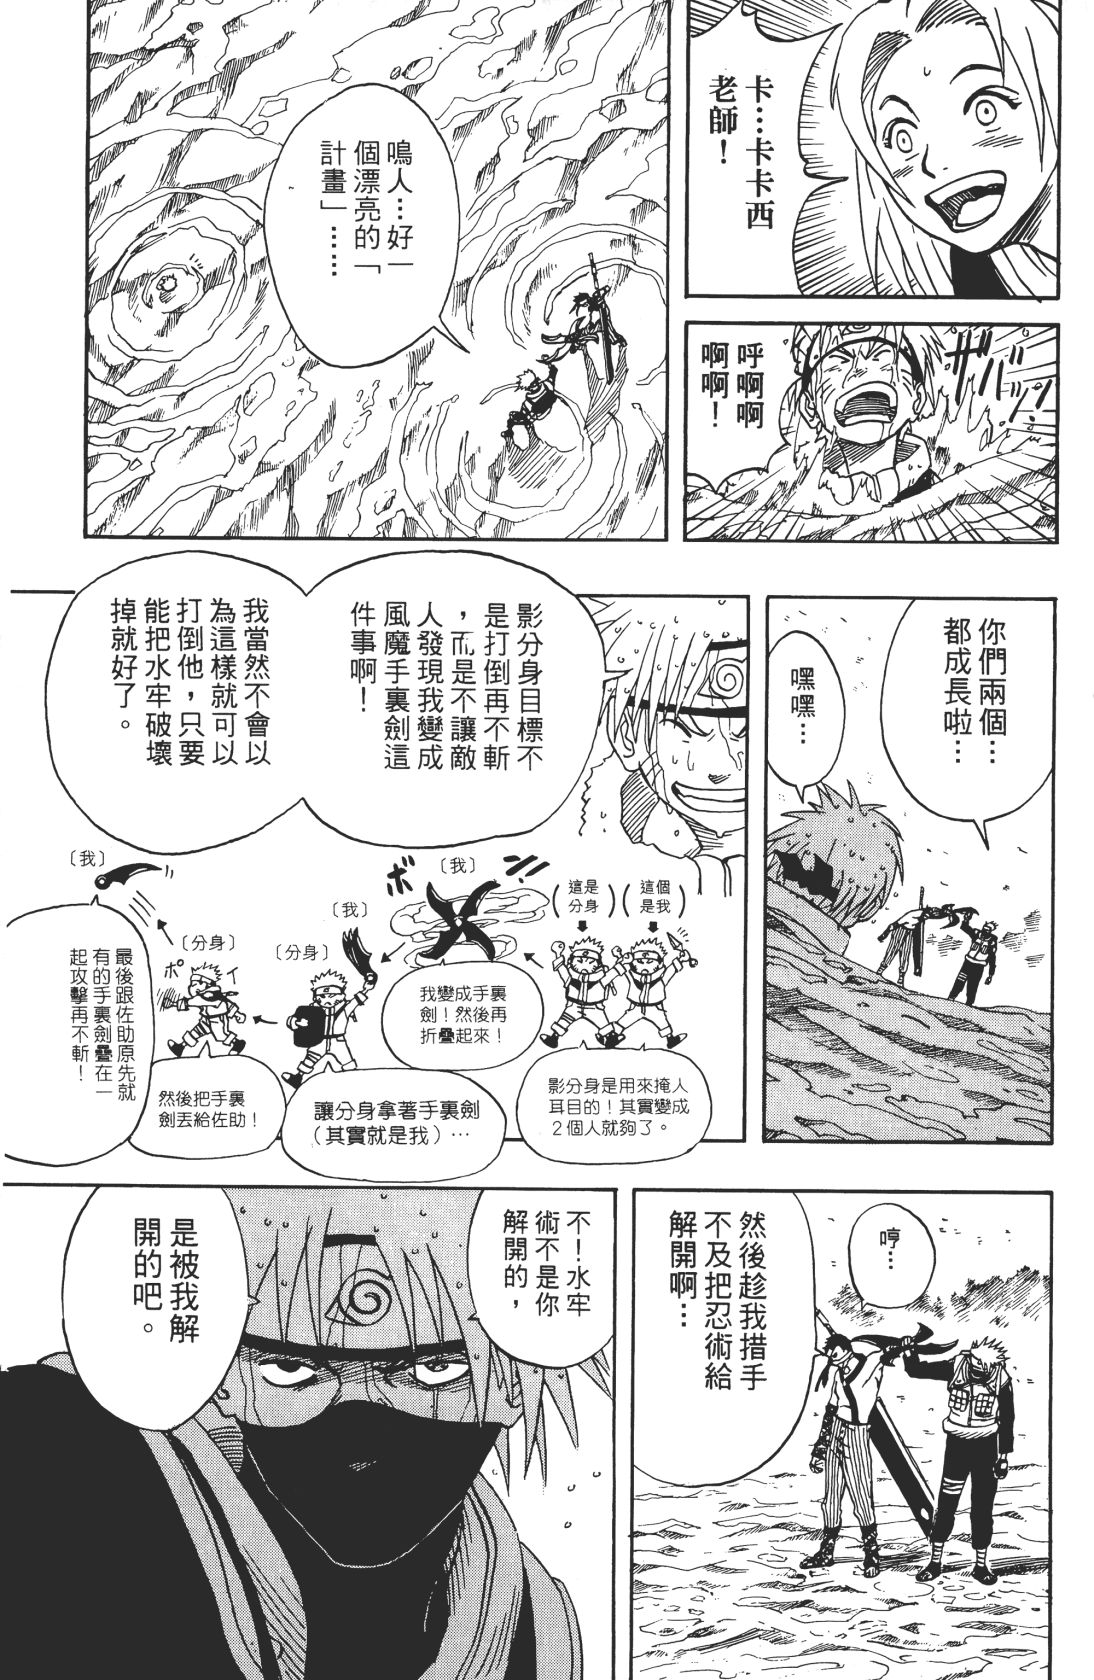 卡…卡卡西
老師！
呼啊啊
啊啊！
鳴人…好一
個漂亮的「
計畫」……
你們兩個…
都成長啦…
嘿嘿…
影分身目標不
是打倒再不斬
，而是不讓敵
人發現我變成
風魔手裏劍這
件事啊！
我當然不會以
為這樣就可以
打倒他，只要
能把水牢破壞
掉就好了。
（這個
是我）
（這是
分身）
影分身是用來掩人
耳目的！其實變成
２個人就夠了。
〔我〕
ボ
我變成手裏
劍！然後再
折疊起來！
〔我〕
〔分身〕
讓分身拿著手裏劍
（其實就是我）…
〔分身〕
ポイ
然後把手裏
劍丟給佐助！
〔我〕
最後跟佐助原先就
有的手裏劍疊在一
起攻擊再不斬！
哼…
然後趁我措手
不及把忍術給
解開啊…
不！水牢
術不是你
解開的，
是被我解
開的吧。